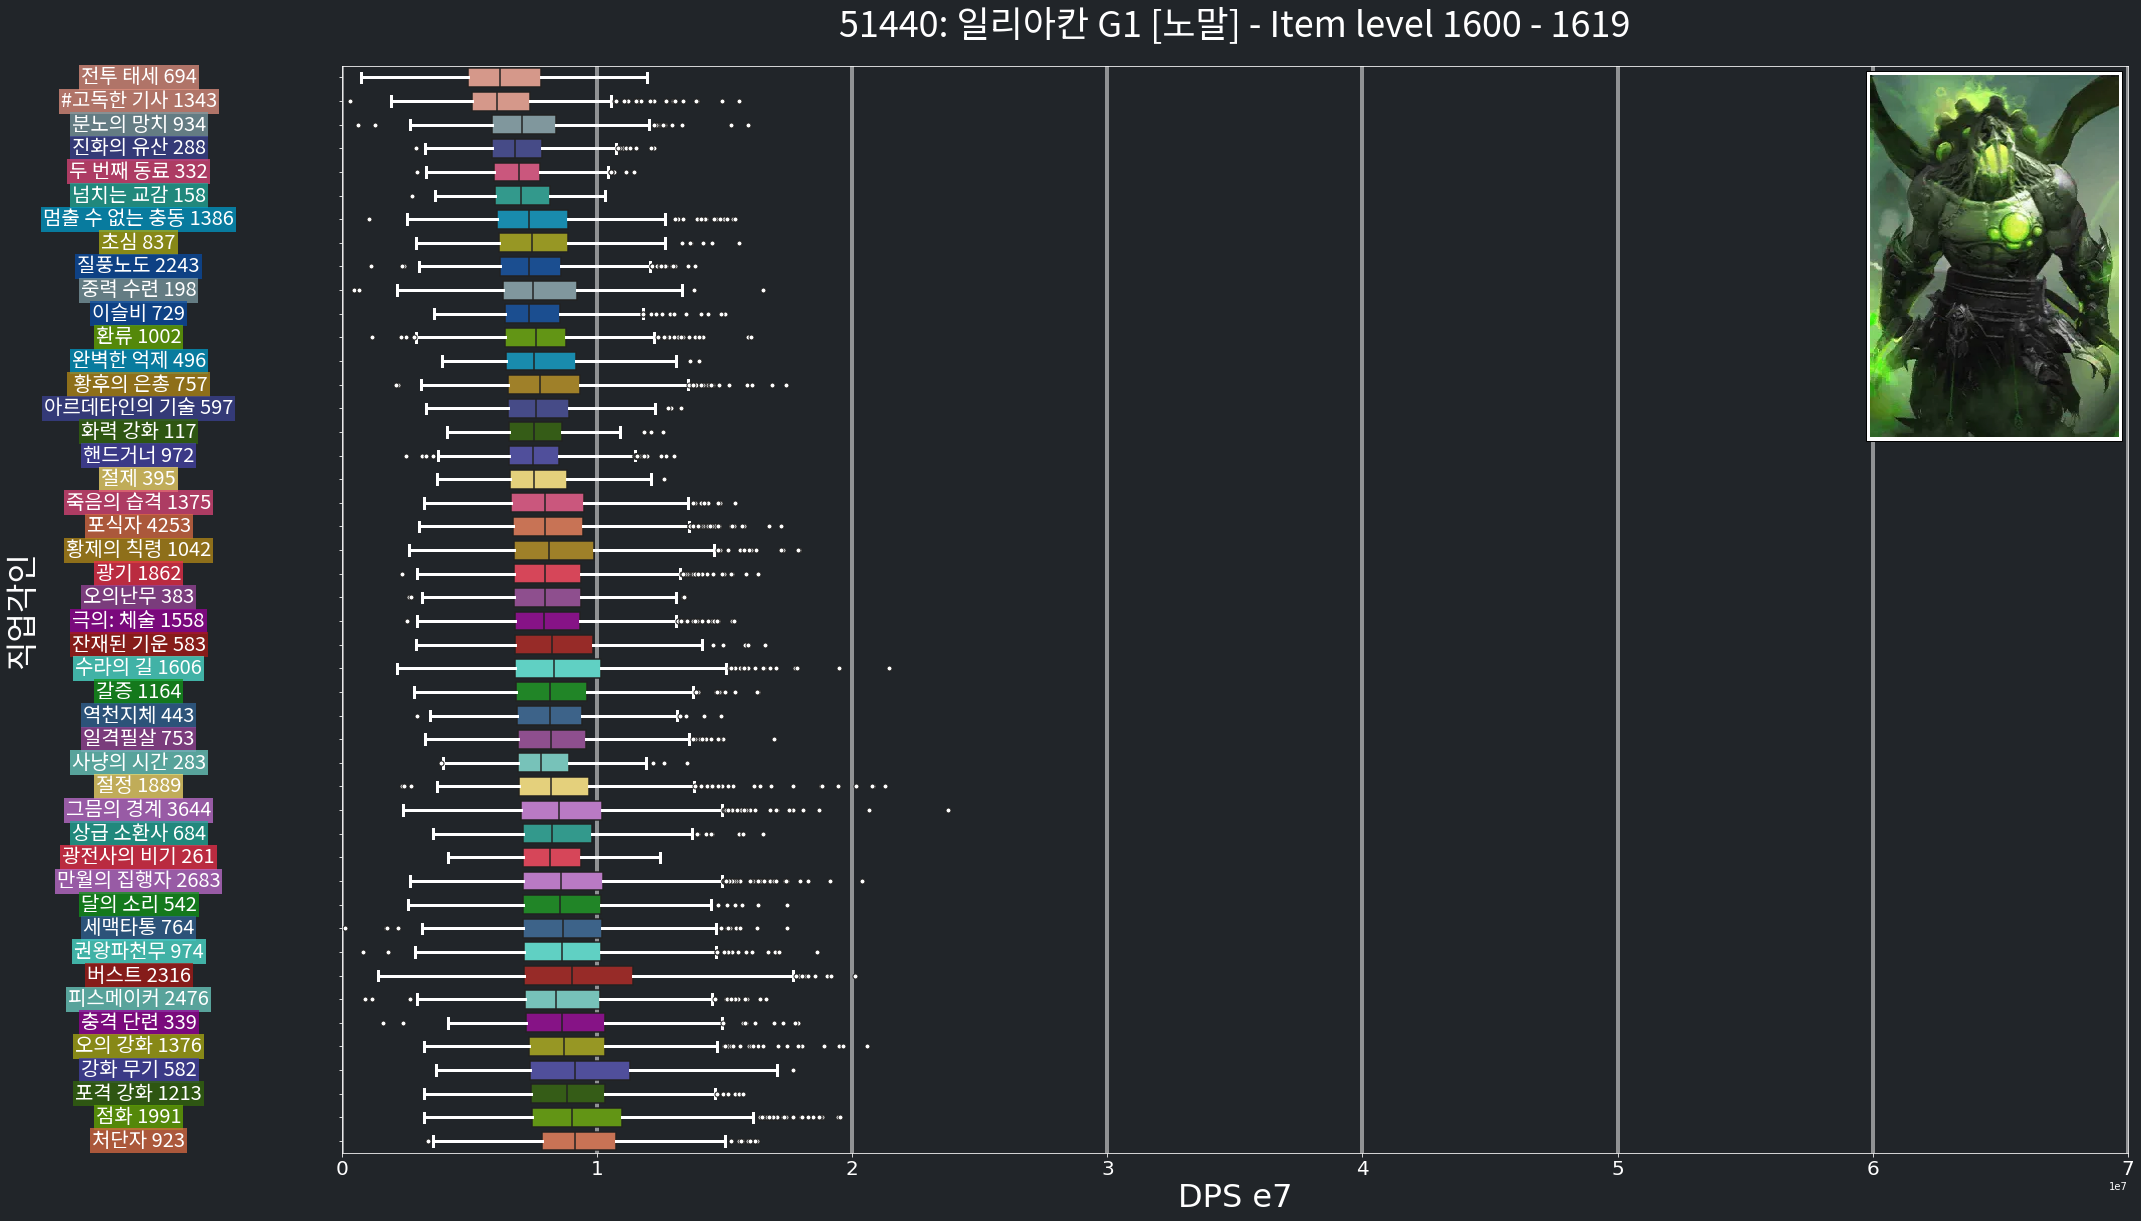 51440: 일리아칸 G1 [노말] - Item level 1600 - 1619
전투 태세 694
#고독한 기사 1343
분노의 망치 934
진화의 유산 288
두 번째 동료 332
넘치는 교감 158
멈출 수 없는 충동 1386
초심 837
질풍노도 2243
중력 수련 198
이슬비 729
환류 1002
완벽한 억제 496
황후의 은총 757
아르데타인의 기술 597
화력 강화 117
핸드거너 972
절제 395
죽음의 습격 1375
포식자 4253
황제의 칙령 1042
광기 1862
오의난무 383
극의: 체술 1558
잔재된 기운 583
수라의 길 1606
갈증 1164
역천지체 443
일격필살 753
사냥의 시간 283
절정 1889
그믐의 경계 3644
상급 소환사 684
광전사의 비기 261
만월의 집행자 2683
달의 소리 542
세맥타통 764
권왕파천무 974
버스트 2316
피스메이커 2476
충격 단련 339
오의 강화 1376
강화 무기 582
포격 강화 1213
점화 1991
처단자 923
직업각인
0 1 2 3 4 5 6 7
DPS e7
1e7